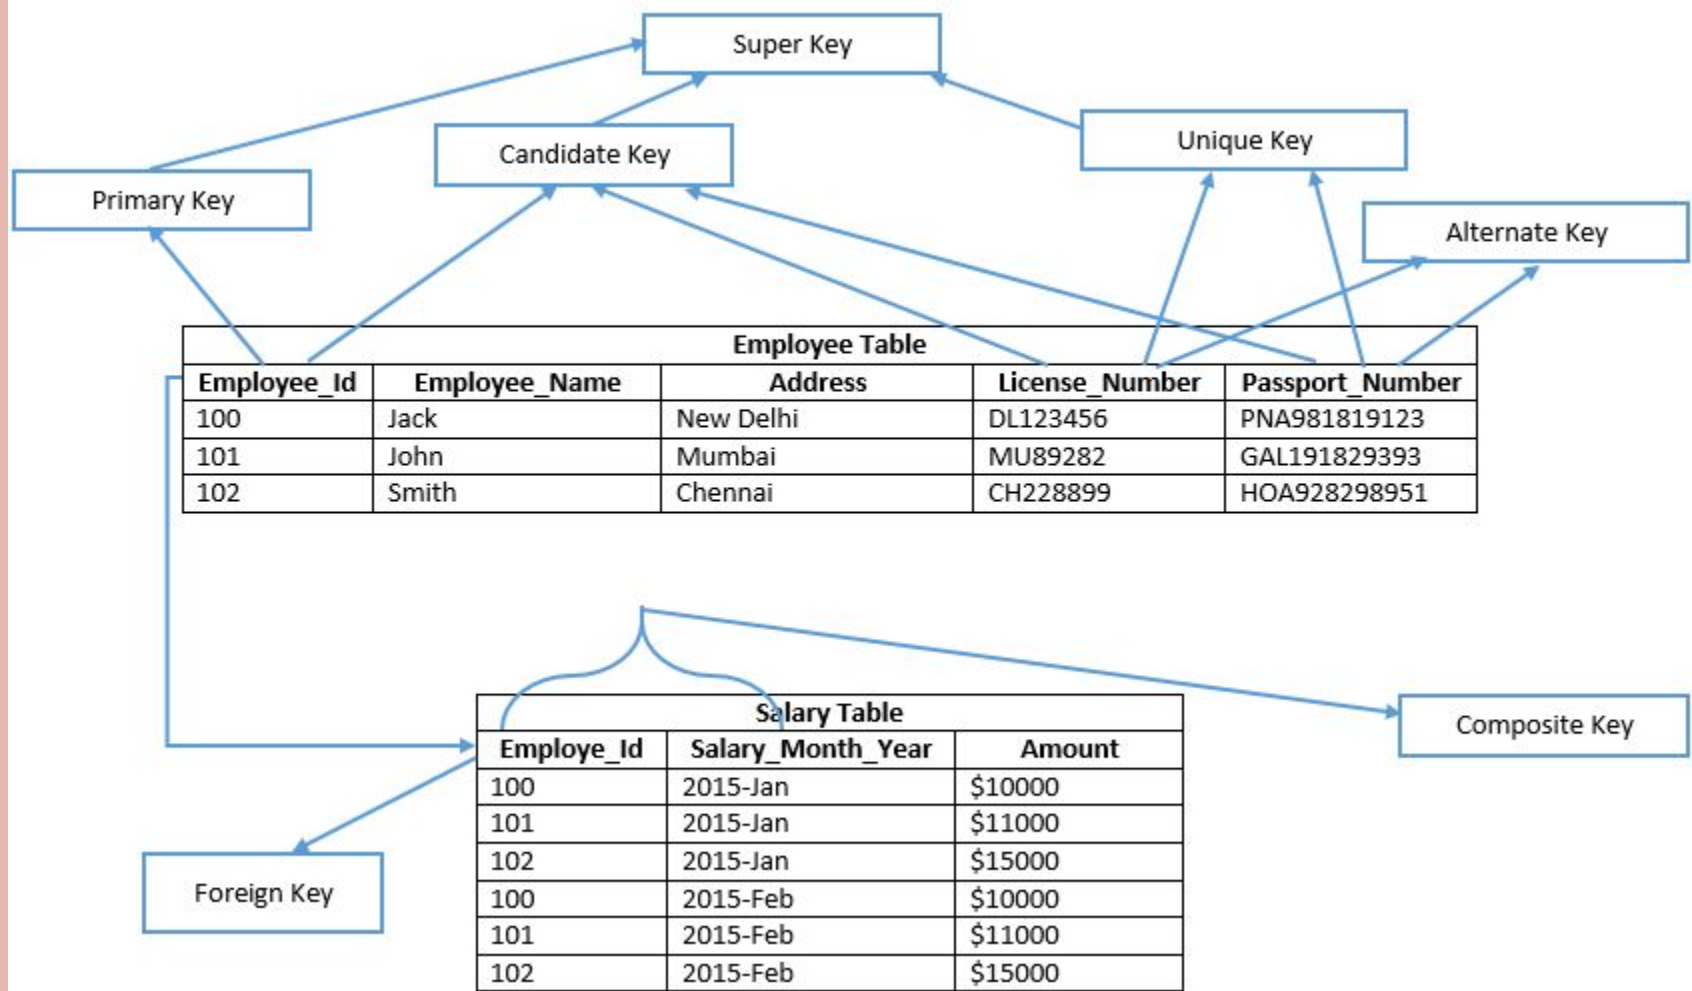 Super Key
Unique Key
Candidate Key
Primary Key
Alternate Key
Employee Table
Employee_Id Employee_Name Address License_Number Passport_Number
100 Jack New Delhi DL123456 PNA981819123
101 John Mumbai MU89282 GAL191829393
102 Smith Chennai CH228899 HOA928298951
Salary Table
Composite Key
Employe_Id Salary_Month_Year Amount
100 2015-Jan $10000
101 2015-Jan $11000
102 2015-Jan $15000
Foreign Key
100 2015-Feb $10000
101 2015-Feb $11000
102 2015-Feb $15000